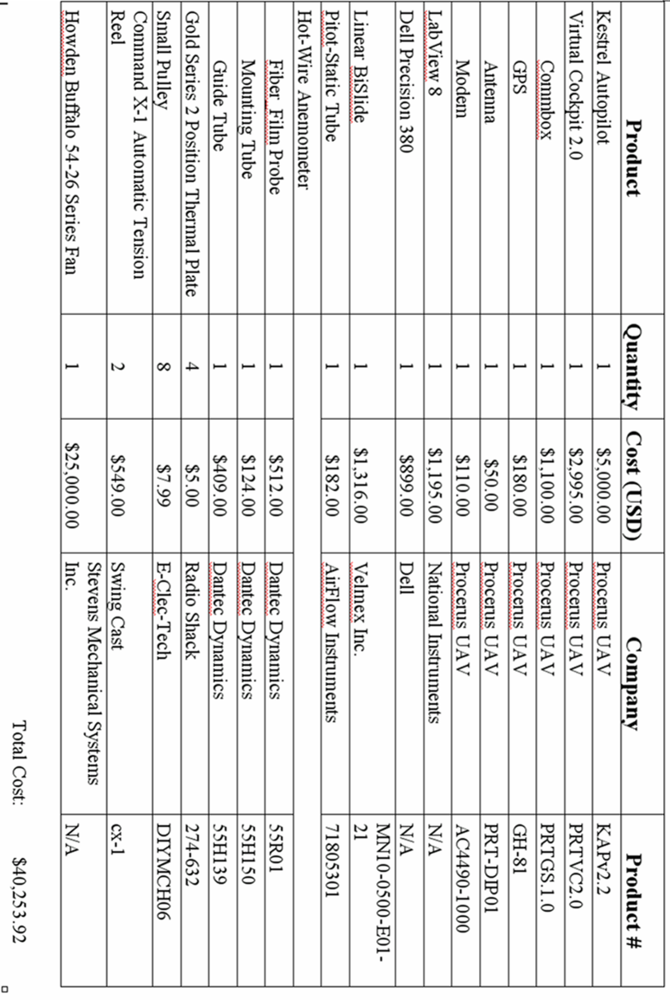 Product Quantity Cost (USD) Company Product #
Kestrel Autopilot 1 $5,000.00 Procerus UAV KAPv2.2
Virtual Cockpit 2.0 1 $2,995.00 Procerus UAV PRTVC2.0
Commbox 1 $1,100.00 Procerus UAV PRTGS.1.0
GPS 1 $180.00 Procerus UAV GH-81
Antenna 1 $50.00 Procerus UAV PRT-DIP01
Modem 1 $110.00 Procerus UAV AC4490-1000
LabView 8 1 $1,195.00 National Instruments N/A
Dell Precision 380 1 $899.00 Dell N/A
MN10-0500-E01-
Linear BiSlide 1 $1,316.00 Velmex Inc. 21
Pitot-Static Tube 1 $182.00 AirFlow Instruments 71805301
Hot-Wire Anemometer
Fiber Film Probe 1 $512.00 Dantec Dynamics 55R01
Mounting Tube 1 $124.00 Dantec Dynamics 55H150
Guide Tube 1 $409.00 Dantec Dynamics 55H139
Gold Series 2 Position Thermal Plate 4 $5.00 Radio Shack 274-632
Small Pulley 8 $7.99 E-Clec-Tech DIYMCH06
Command X-1 Automatic Tension
Reel 2 $549.00 Swing Cast cx-1
Stevens Mechanical Systems
Howden Buffalo 54-26 Series Fan 1 $25,000.00 Inc. N/A
Total Cost: $40,253.92